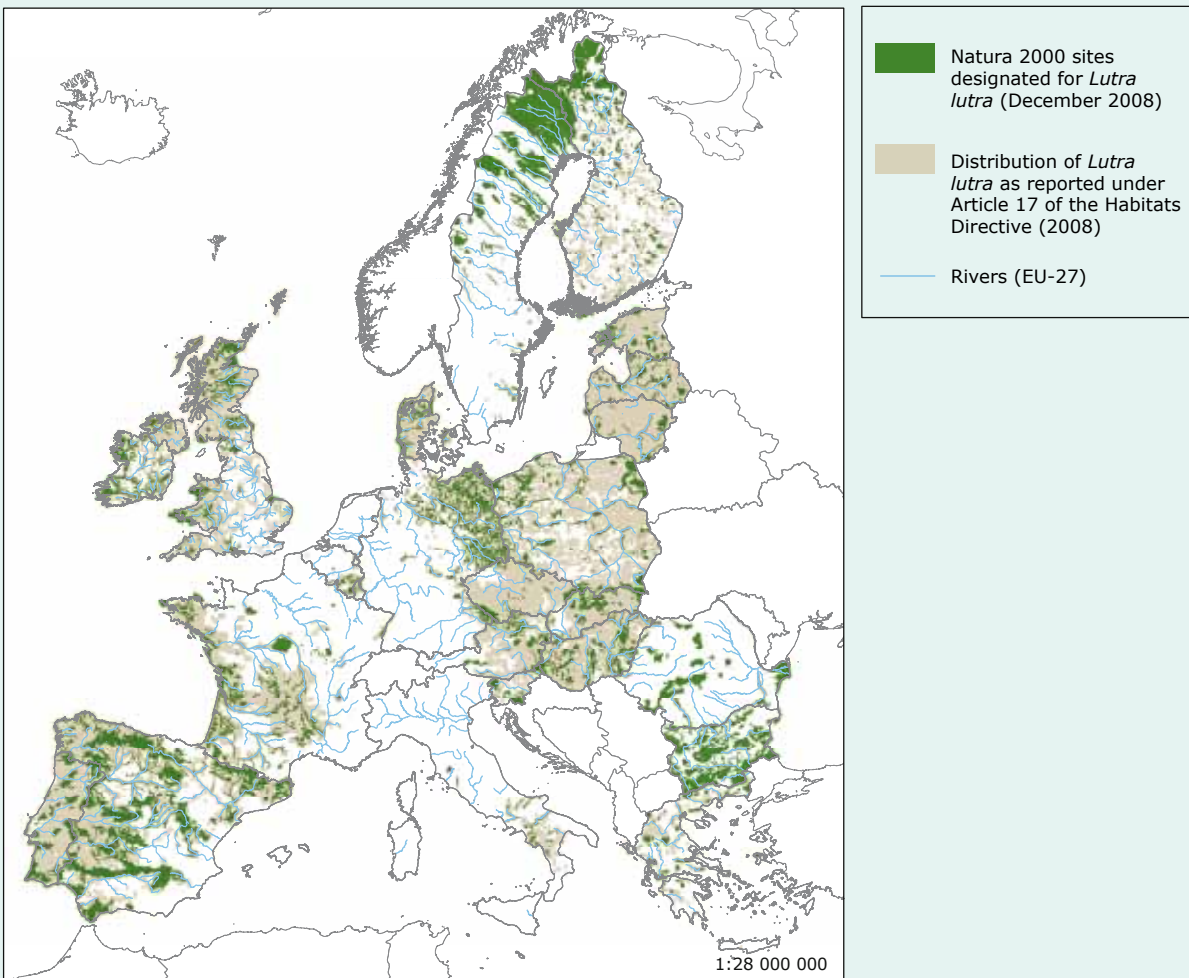 Natura 2000 sites
designated for Lutra
lutra (December 2008)
Distribution of Lutra
lutra as reported under
Article 17 of the Habitats
Directive (2008)
Rivers (EU-27)
1:28 000 000